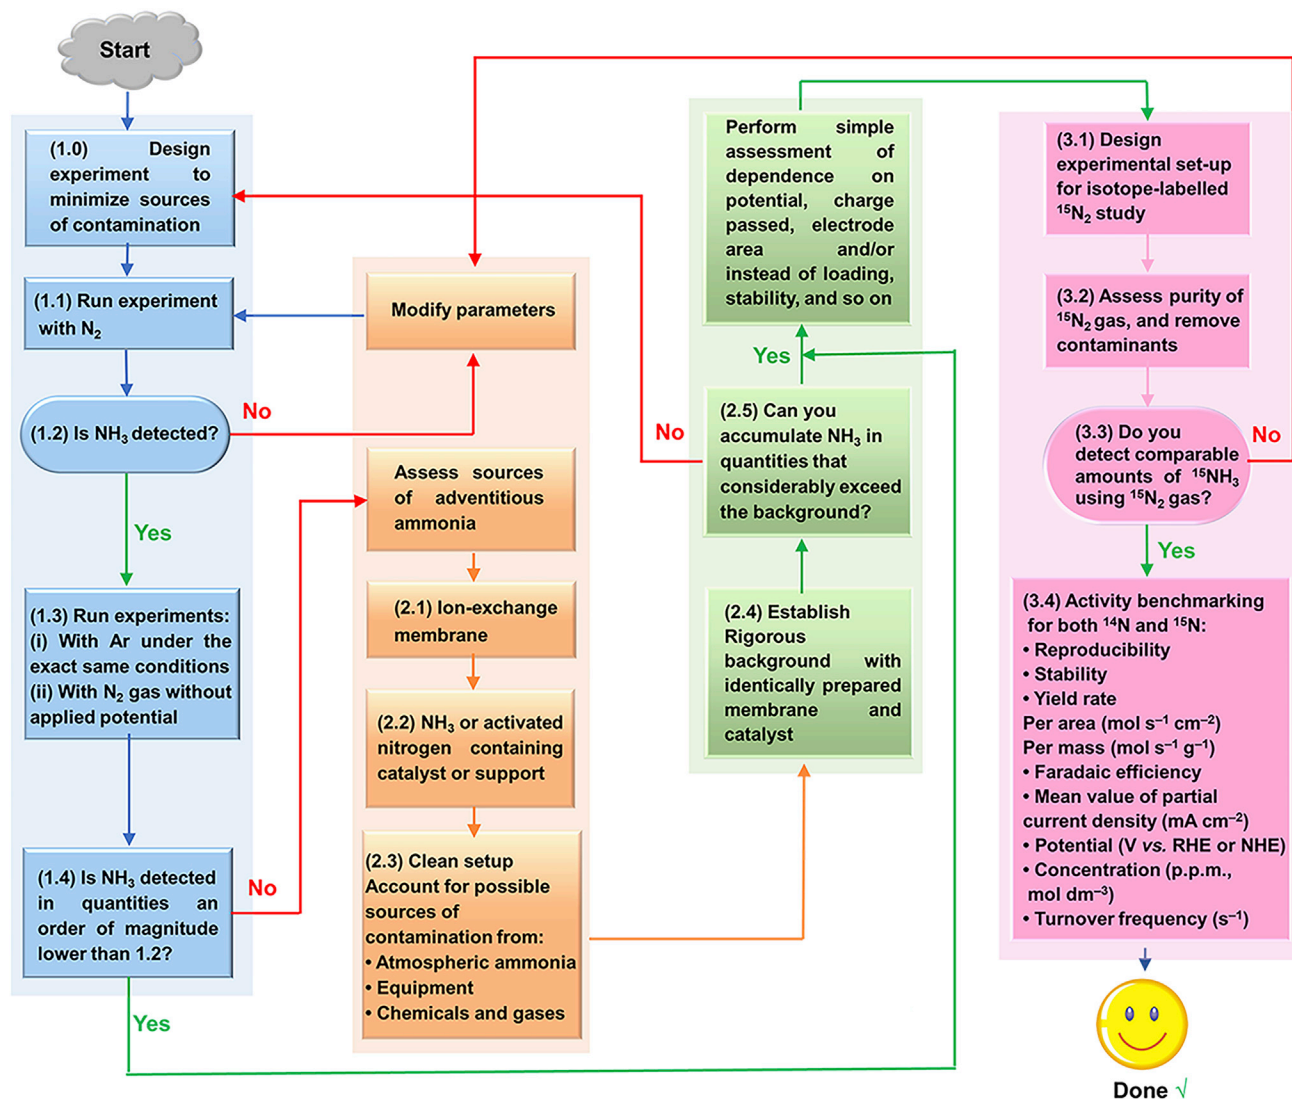 Start
(1.0) Design
experiment to
minimize sources
of contamination
(1.1) Run experiment
with N₂
(1.2) Is NH₃ detected?
No
Yes
(1.3) Run experiments:
(i) With Ar under the
exact same conditions
(ii) With N₂ gas without
applied potential
(1.4) Is NH₃ detected
in quantities an
order of magnitude
lower than 1.2?
No
Yes
Modify parameters
Assess sources
of adventitious
ammonia
(2.1) Ion-exchange
membrane
(2.2) NH₃ or activated
nitrogen containing
catalyst or support
(2.3) Clean setup
Account for possible
sources of
contamination from:
• Atmospheric ammonia
• Equipment
• Chemicals and gases
Perform simple
assessment of
dependence on
potential, charge
passed, electrode
area and/or
instead of loading,
stability, and so on
Yes
(2.5) Can you
accumulate NH₃ in
quantities that
considerably exceed
the background?
No
(2.4) Establish
Rigorous
background with
identically prepared
membrane and
catalyst
(3.1) Design
experimental set-up
for isotope-labelled
¹⁵N₂ study
(3.2) Assess purity of
¹⁵N₂ gas, and remove
contaminants
(3.3) Do you
detect comparable
amounts of ¹⁵NH₃
using ¹⁵N₂ gas?
No
Yes
(3.4) Activity benchmarking
for both ¹⁴N and ¹⁵N:
• Reproducibility
• Stability
• Yield rate
Per area (mol s⁻¹ cm⁻²)
Per mass (mol s⁻¹ g⁻¹)
• Faradaic efficiency
• Mean value of partial
current density (mA cm⁻²)
• Potential (V vs. RHE or NHE)
• Concentration (p.p.m.,
mol dm⁻³)
• Turnover frequency (s⁻¹)
Done √